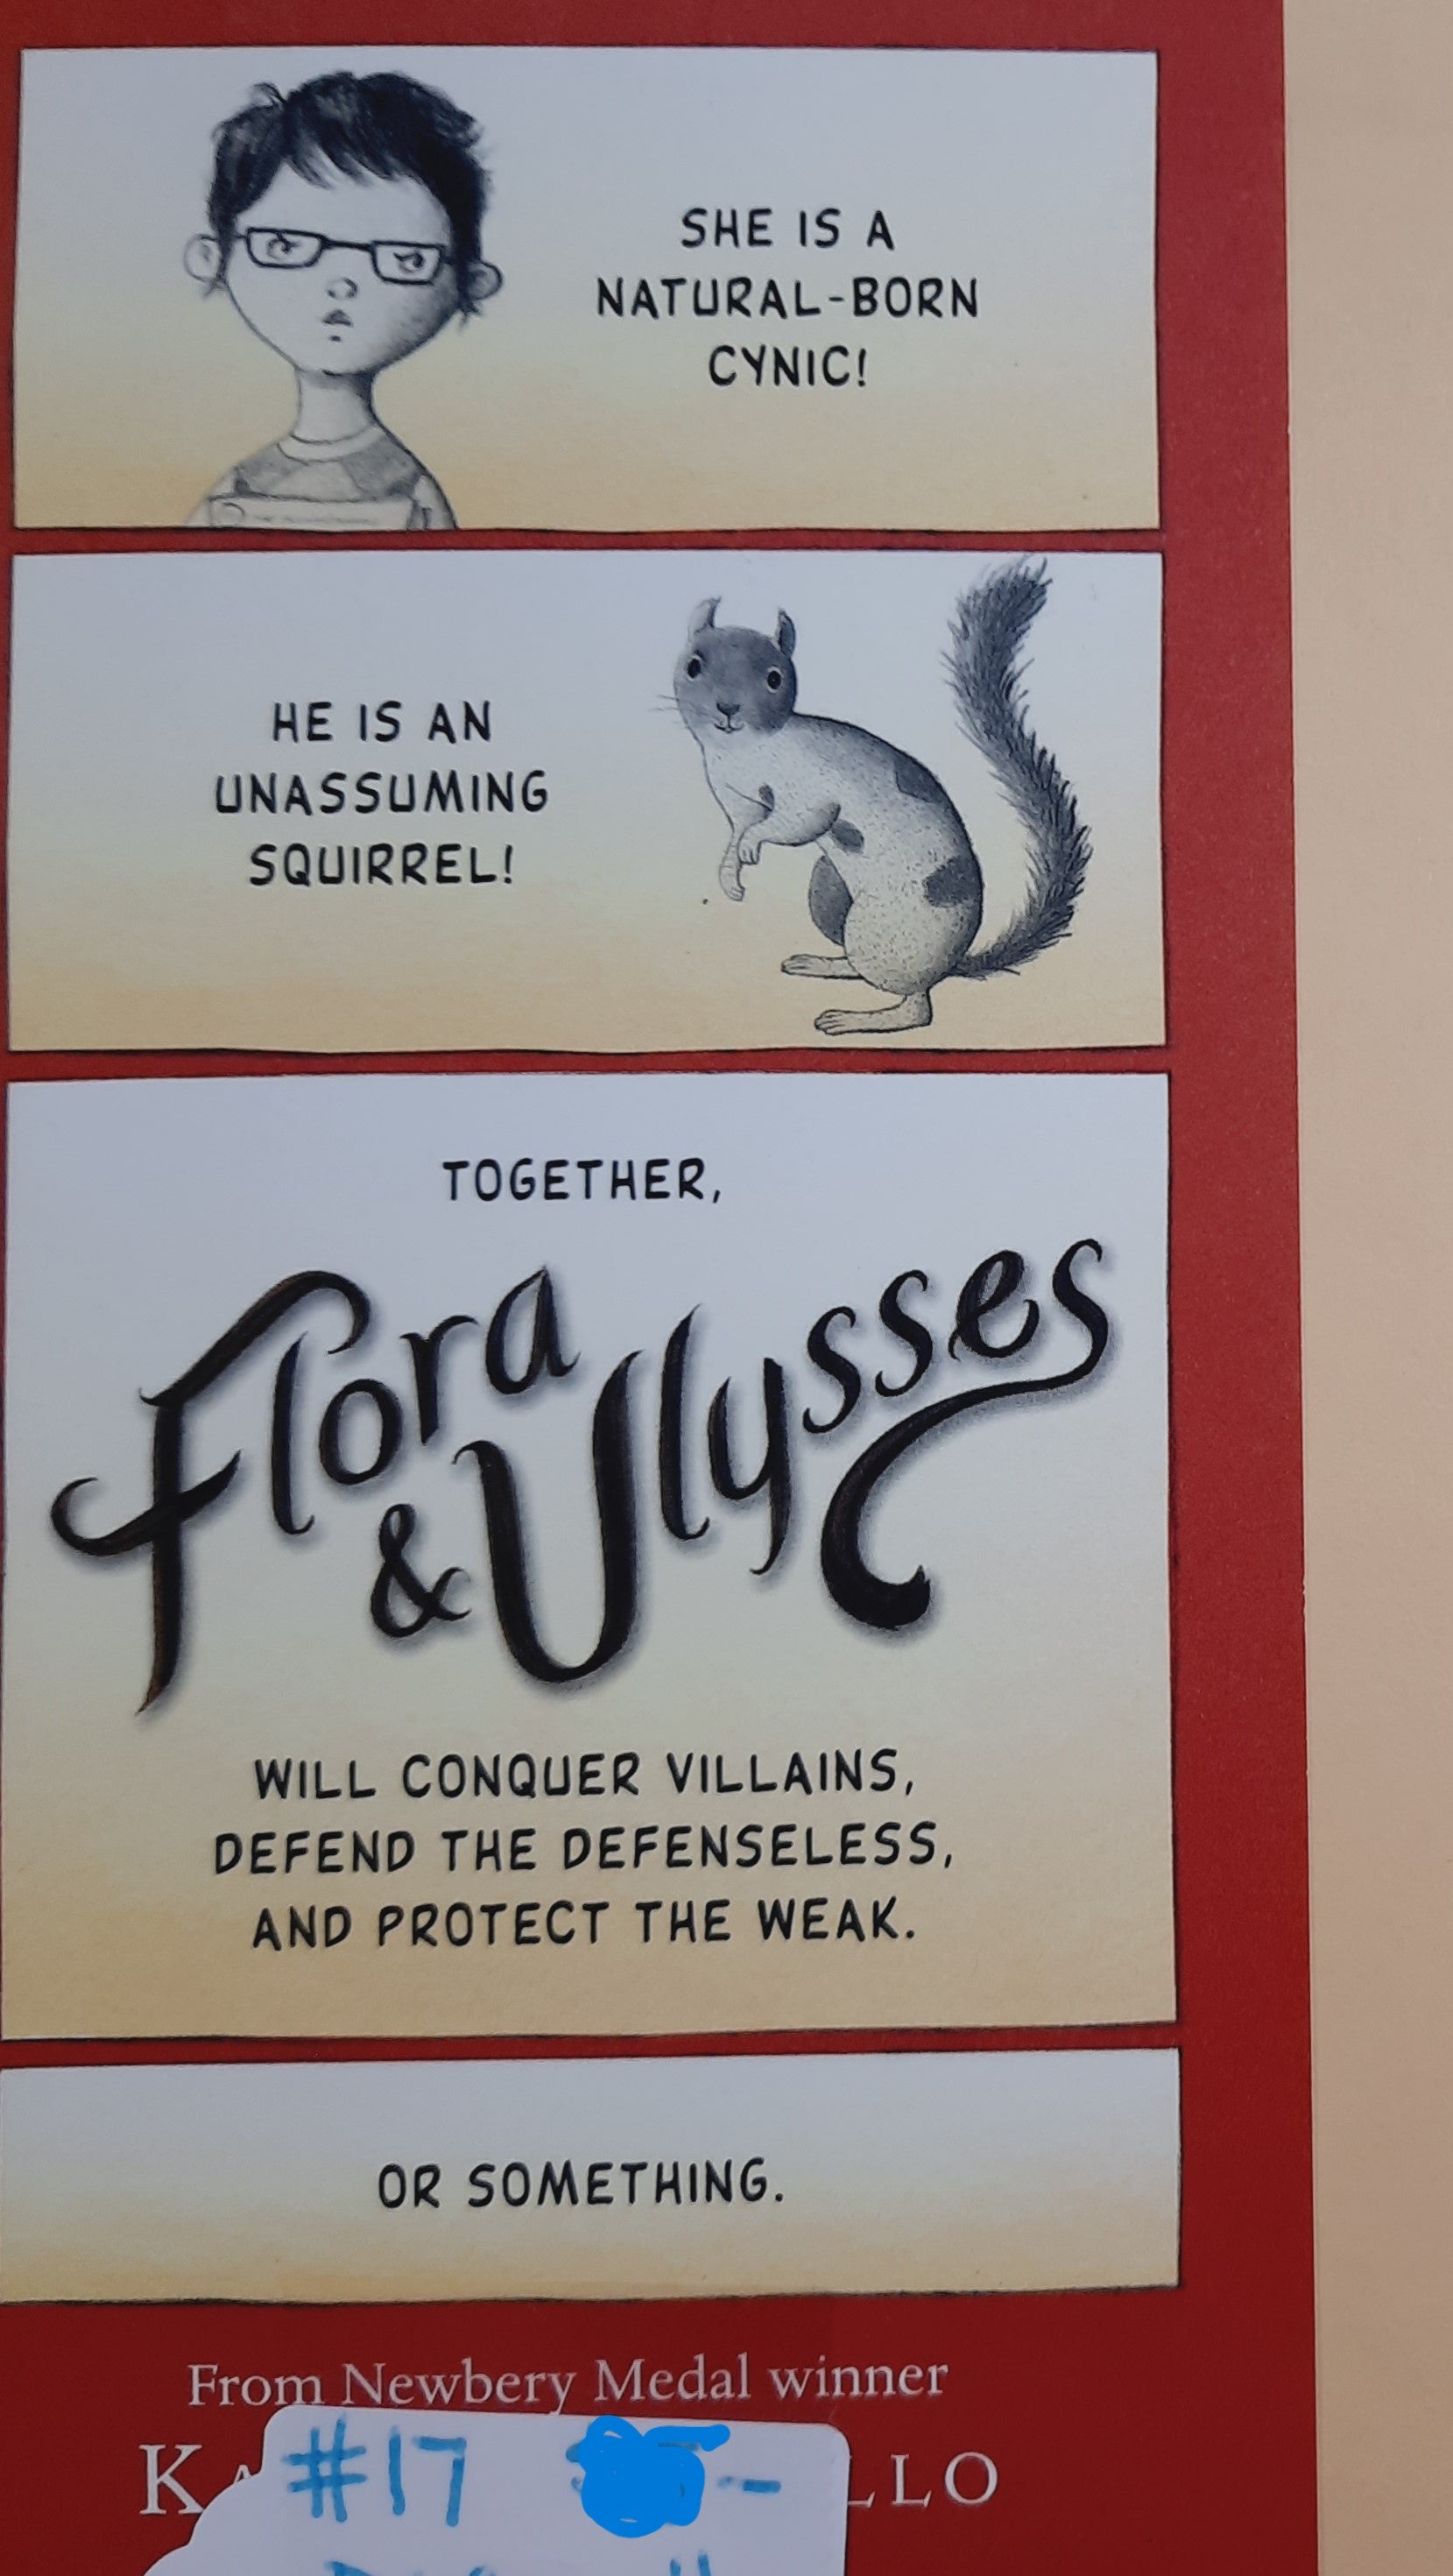 SHE IS A
NATURAL-BORN
CYNIC!
HE IS AN
UNASSUMING
SQUIRREL!
TOGETHER,
Flora
& Ulysses
WILL CONQUER VILLAINS,
DEFEND THE DEFENSELESS,
AND PROTECT THE WEAK.
OR SOMETHING.
From Newbery Medal winner
#17